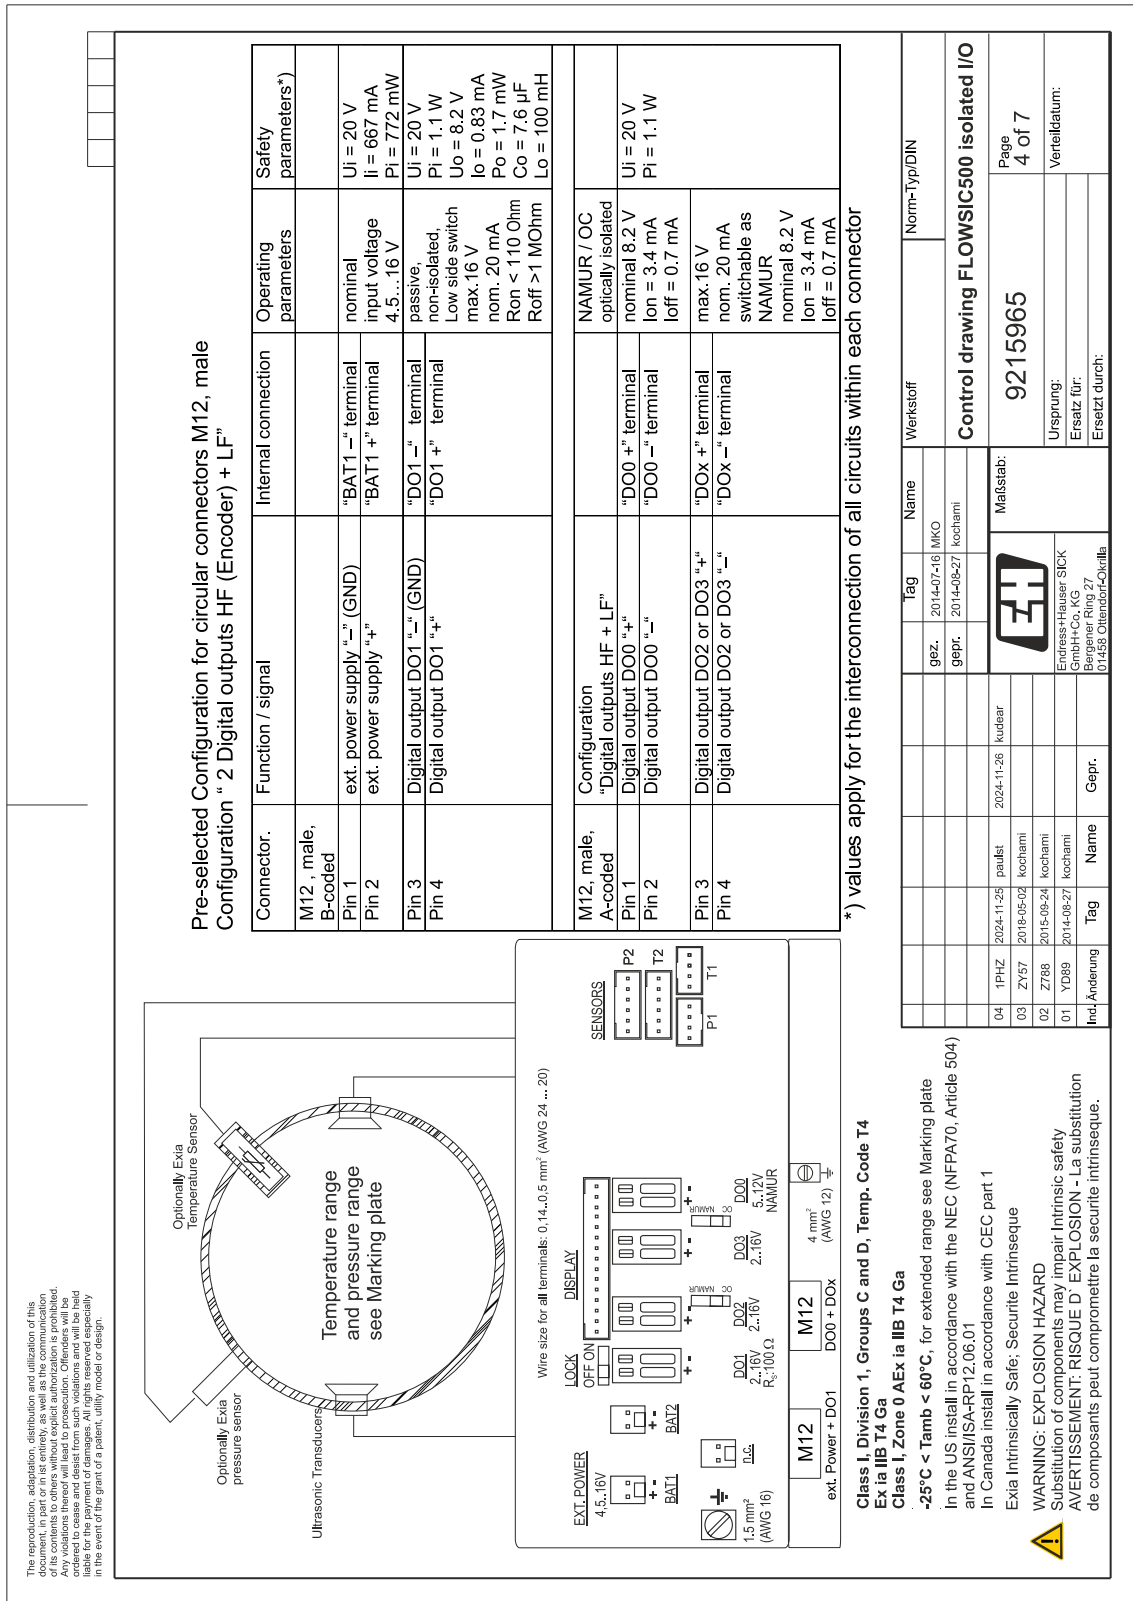 The reproduction, adaptation, distribution and utilization of this
document, in part or in ist entirety, as well as the communication
of its contents to others without explicit authorization is prohibited.
Any violations thereof will lead to prosecution. Offenders will be
ordered to cease and desist from such violations and will be held
liable for the payment of damages. All rights reserved especially
in the event of the grant of a patent, utility model or design.
Optionally Exia
Temperature Sensor
Optionally Exia
pressure sensor
Ultrasonic Transducers
Temperature range
and pressure range
see Marking plate
Wire size for all terminals: 0,14..0.5 mm² (AWG 24 ... 20)
SENSORS
P2
T2
P1
T1
EXT. POWER
4,5..16V
LOCK
OFF ON
DISPLAY
+ -
BAT1
+ -
BAT2
n.c.
1.5 mm²
(AWG 16)
+ -
DO1
2..16V
Rs:100 Ω
+ -
DO2
2..16V
NAMUR OC
+ -
DO3
2..16V
NAMUR OC
+ -
DO0
5..12V
NAMUR
M12
ext. Power + DO1
M12
DO0 + DOx
4 mm²
(AWG 12)
Class I, Division 1, Groups C and D, Temp. Code T4
Ex ia IIB T4 Ga
Class I, Zone 0 AEx ia IIB T4 Ga
-25°C < Tamb < 60°C, for extended range see Marking plate
In the US install in accordance with the NEC (NFPA70, Article 504)
and ANSI/ISA-RP12.06.01
In Canada install in accordance with CEC part 1
Exia Intrinsically Safe; Securite Intrinseque
WARNING: EXPLOSION HAZARD
Substitution of components may impair Intrinsic safety
AVERTISSEMENT: RISQUE D` EXPLOSION - La substitution
de composants peut compromettre la securite intrinseque.
Pre-selected Configuration for circular connectors M12, male
Configuration “ 2 Digital outputs HF (Encoder) + LF”
Connector. Function / signal Internal connection Operating parameters Safety parameters*)
M12 , male,
B-coded
Pin 1 ext. power supply “–“ (GND) “BAT1 –“ terminal nominal Ui = 20 V
Pin 2 ext. power supply “+“ “BAT1 +” terminal input voltage Ii = 667 mA
4.5…16 V Pi = 772 mW
Pin 3 Digital output DO1 “–“ (GND) “DO1 –“ terminal passive, Ui = 20 V
Pin 4 Digital output DO1 “+“ “DO1 +” terminal non-isolated, Pi = 1.1 W
Low side switch Uo = 8.2 V
max.16 V Io = 0.83 mA
nom. 20 mA Po = 1.7 mW
Ron < 110 Ohm Co = 7.6 µF
Roff >1 MOhm Lo = 100 mH
M12, male, Configuration NAMUR / OC
A-coded “Digital outputs HF + LF” optically isolated
Pin 1 Digital output DO0 “+“ “DO0 +” terminal nominal 8.2 V Ui = 20 V
Pin 2 Digital output DO0 “–“ “DO0 –“ terminal Ion = 3.4 mA Pi = 1.1 W
Ioff = 0.7 mA
Pin 3 Digital output DO2 or DO3 “+“ “DOx +” terminal max.16 V
Pin 4 Digital output DO2 or DO3 “–“ “DOx –“ terminal nom. 20 mA
switchable as
NAMUR
nominal 8.2 V
Ion = 3.4 mA
Ioff = 0.7 mA
*) values apply for the interconnection of all circuits within each connector
04 1PHZ 2024-11-25 paulst 2024-11-26 kudear
03 ZY57 2018-05-02 kochami
02 Z788 2015-09-24 kochami
01 YD89 2014-08-27 kochami
Ind. Änderung Tag Name Gepr.
Tag Name
gez. 2014-07-16 MKO
gepr. 2014-08-27 kochami
EH
Endress+Hauser SICK
GmbH+Co. KG
Bergener Ring 27
01458 Ottendorf-Okrilla
Maßstab:
Werkstoff
Norm-Typ/DIN
Control drawing FLOWSIC500 isolated I/O
9215965
Page
4 of 7
Ursprung:
Ersatz für:
Ersetzt durch:
Verteildatum: